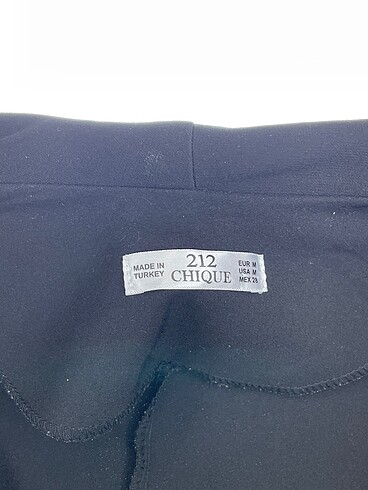 MADE IN
TURKEY
212
CHIQUE
EUR M
USA M
MEX 28